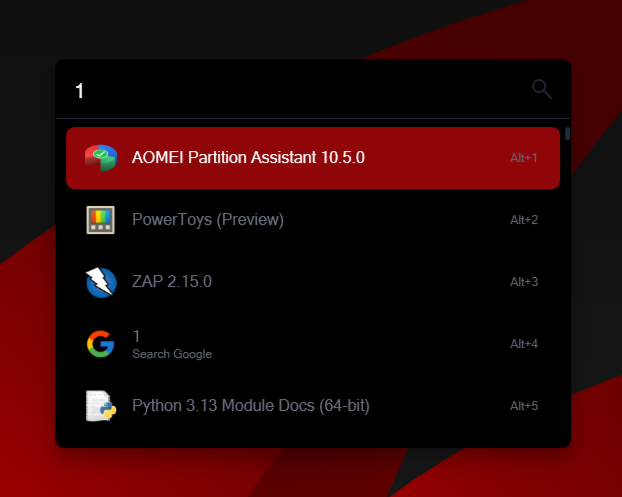 1
AOMEI Partition Assistant 10.5.0 Alt+1
PowerToys (Preview) Alt+2
ZAP 2.15.0 Alt+3
1
Search Google Alt+4
Python 3.13 Module Docs (64-bit) Alt+5